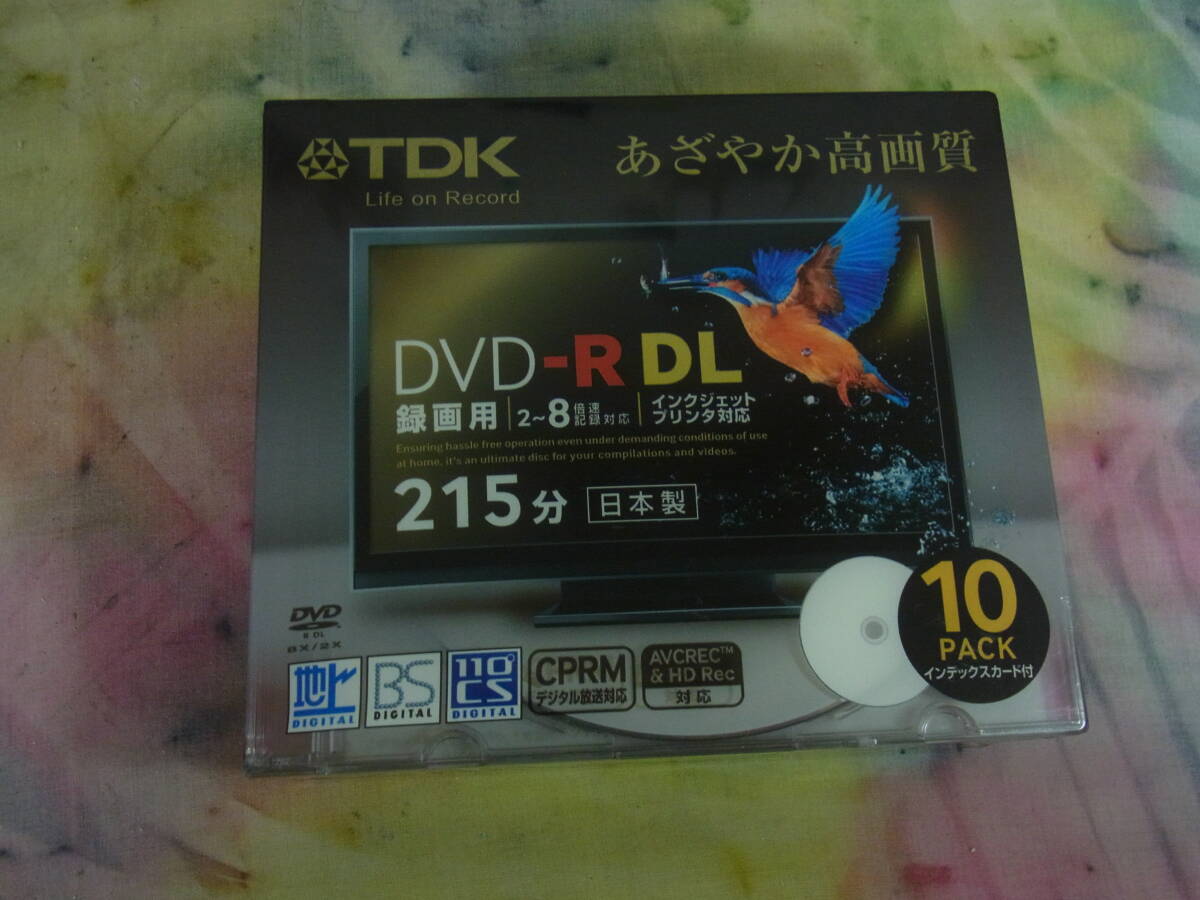 TDK
Life on Record
あざやか高画質
DVD-R DL
録画用
2~8倍速記録対応
インクジェット
プリンタ対応
Ensuring hassle free operation even under demanding conditions of use
at home, it's an ultimate disc for your compilations and videos.
215分
日本製
10
PACK
インデックスカード付
DVD
R DL
8X/2X
地上
DIGITAL
BS
DIGITAL
110°
CS
DIGITAL
CPRM
デジタル放送対応
AVCREC™
& HD Rec
対応